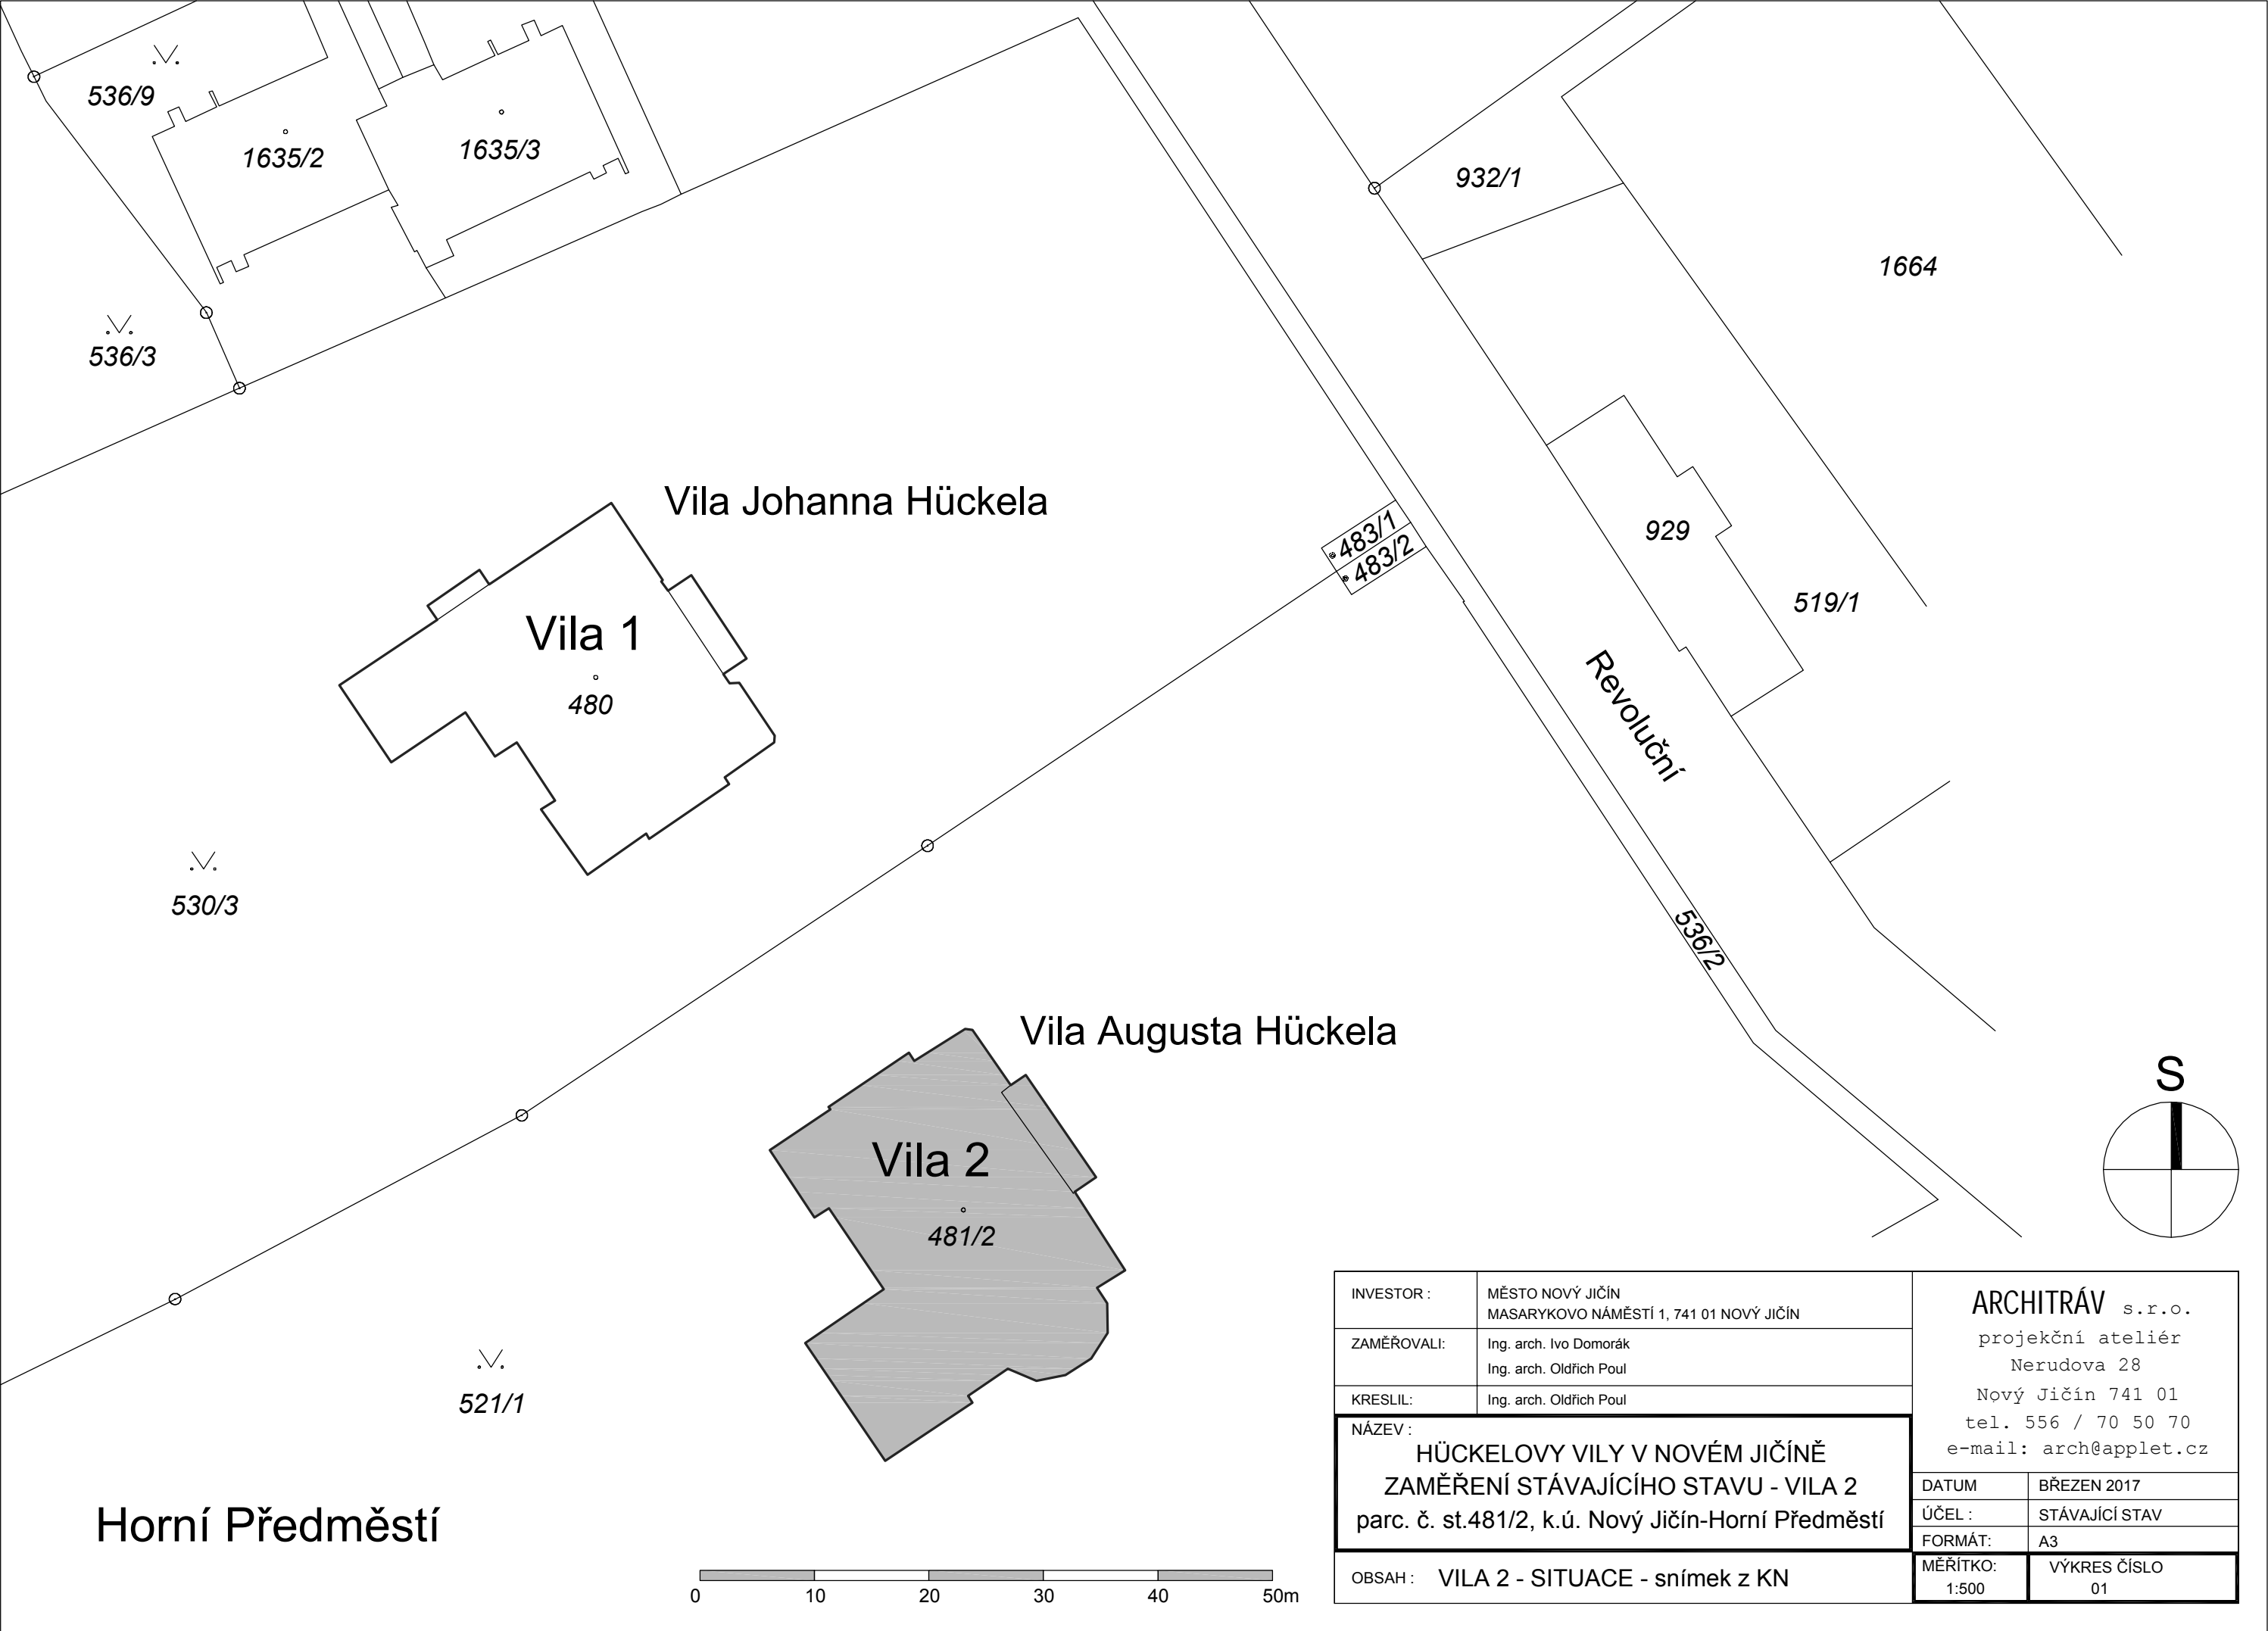 536/9
1635/2
1635/3
932/1
1664
536/3
Vila Johanna Hückela
483/1
483/2
929
519/1
Vila 1
480
Revoluční
530/3
536/2
Vila Augusta Hückela
S
Vila 2
481/2
521/1
Horní Předměstí
0 10 20 30 40 50m
INVESTOR : MĚSTO NOVÝ JIČÍN
MASARYKOVO NÁMĚSTÍ 1, 741 01 NOVÝ JIČÍN
ZAMĚŘOVALI: Ing. arch. Ivo Domorák
Ing. arch. Oldřich Poul
KRESLIL: Ing. arch. Oldřich Poul
NÁZEV :
HÜCKELOVY VILY V NOVÉM JIČÍNĚ
ZAMĚŘENÍ STÁVAJÍCÍHO STAVU - VILA 2
parc. č. st.481/2, k.ú. Nový Jičín-Horní Předměstí
OBSAH : VILA 2 - SITUACE - snímek z KN
ARCHITRÁV s.r.o.
projekční ateliér
Nerudova 28
Nový Jičín 741 01
tel. 556 / 70 50 70
e-mail: arch@applet.cz
DATUM BŘEZEN 2017
ÚČEL : STÁVAJÍCÍ STAV
FORMÁT: A3
MĚŘÍTKO: VÝKRES ČÍSLO
1:500 01